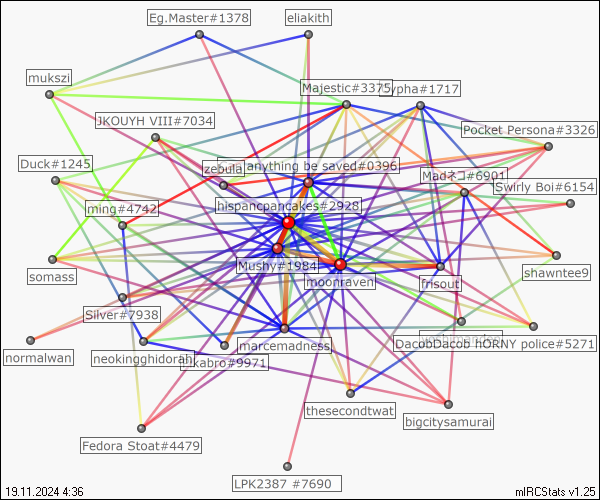 Eg.Master#1378
eliakith
mukszi
Majestic#3375
ypha#1717
JKOUYH VIII#7034
Pocket Persona#3326
Duck#1245
zebula
anything be saved#0396
Madネコ#6901
Swirly Boi#6154
hispancpancakes#2928
ming#4742
somass
Mushy#1984
moonraven
frisout
shawntee9
Silver#7938
normalwan
neokingghidorah
kabro#9971
marcemadness
DacobDacob
HORNY police#5271
thesecondtwat
bigcitysamurai
Fedora Stoat#4479
LPK2387 #7690
19.11.2024 4:36
mIRCStats v1.25